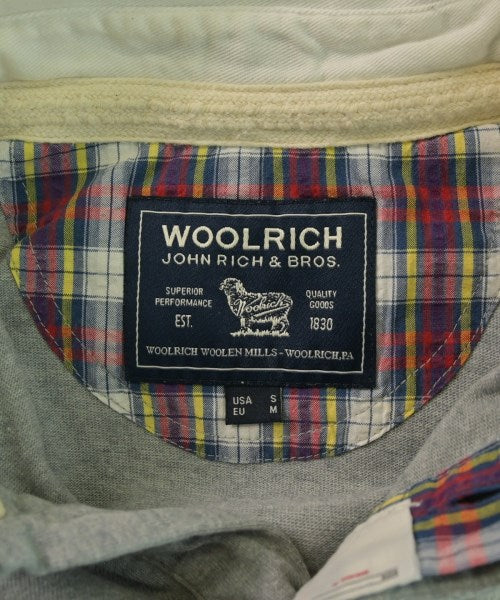 WOOLRICH
JOHN RICH & BROS.
SUPERIOR PERFORMANCE
EST.
Woolrich
QUALITY GOODS
1830
WOOLRICH WOOLEN MILLS - WOOLRICH, PA
USA S
EU M